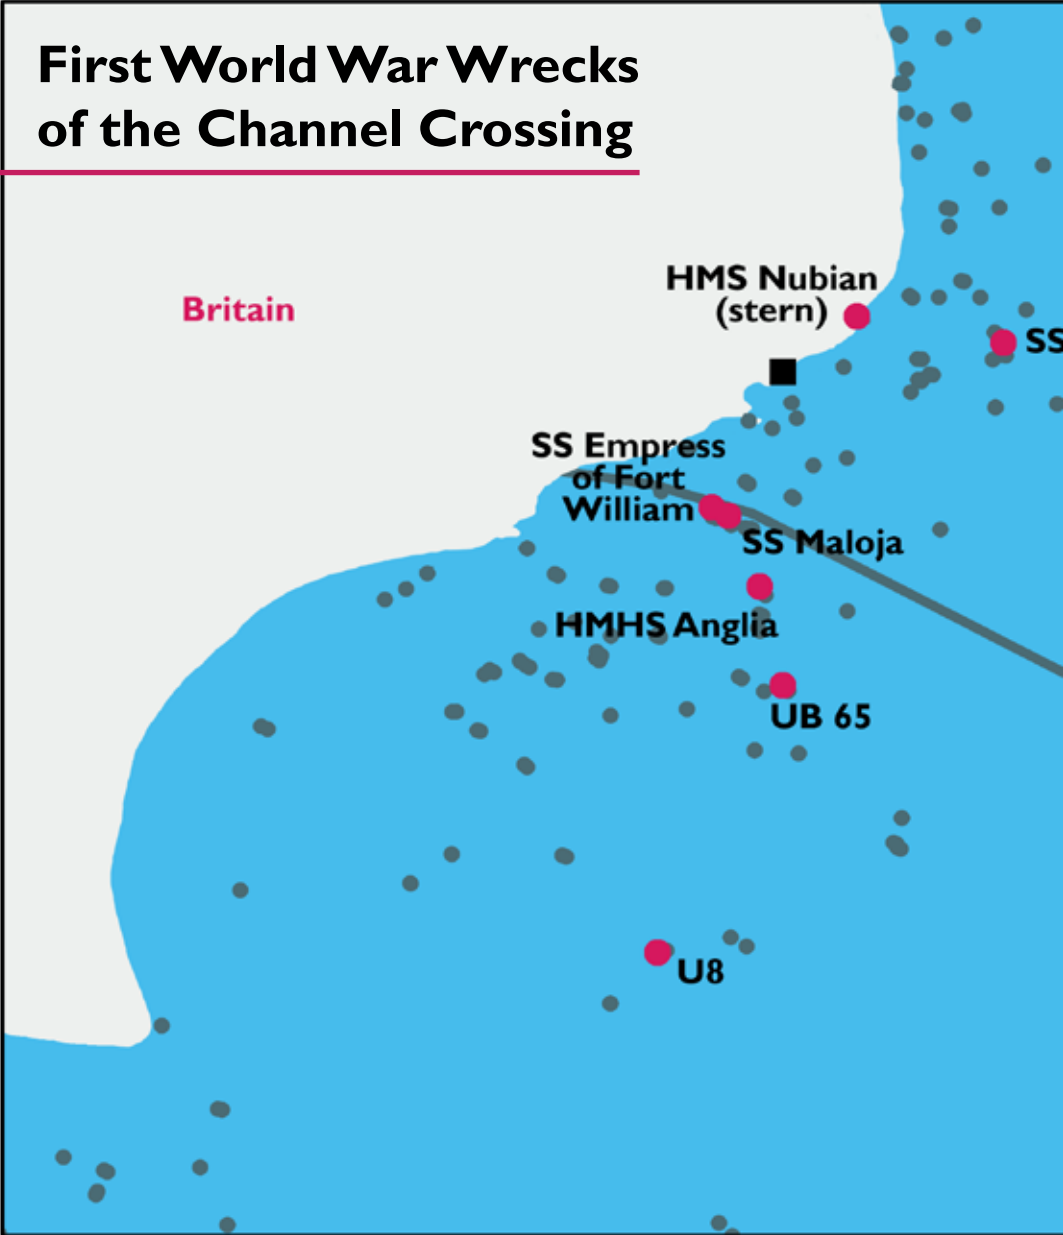 First World War Wrecks
of the Channel Crossing
HMS Nubian
(stern)
Britain
SS
SS Empress
of Fort
William
SS Maloja
HMHS Anglia
UB 65
U8